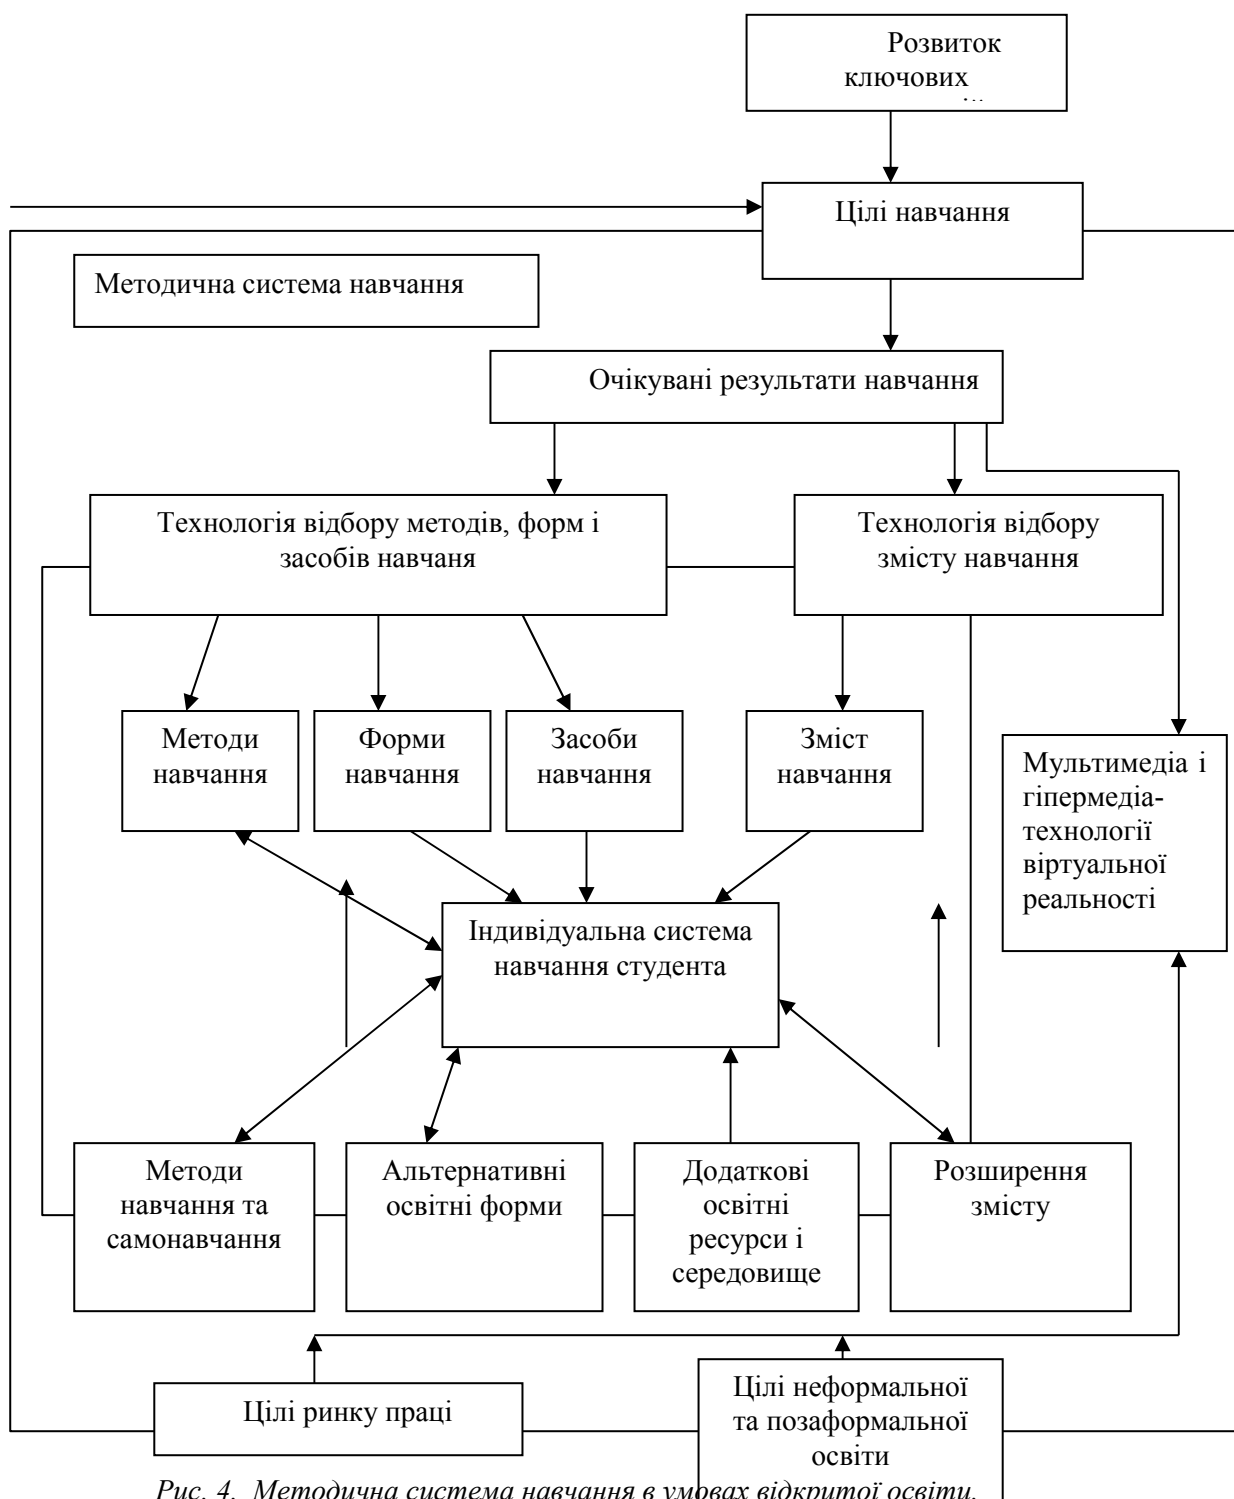 Розвиток
ключових
Цілі навчання
Методична система навчання
Очікувані результати навчання
Технологія відбору методів, форм і
засобів навчаня
Технологія відбору
змісту навчання
Методи
навчання
Форми
навчання
Засоби
навчання
Зміст
навчання
Мультимедіа і
гіпермедіа-
технології
віртуальної
реальності
Індивідуальна система
навчання студента
Методи
навчання та
самонавчання
Альтернативні
освітні форми
Додаткові
освітні
ресурси і
середовище
Розширення
змісту
Цілі ринку праці
Цілі неформальної
та позаформальної
освіти
Рис. 4. Методична система навчання в умовах відкритої освіти.